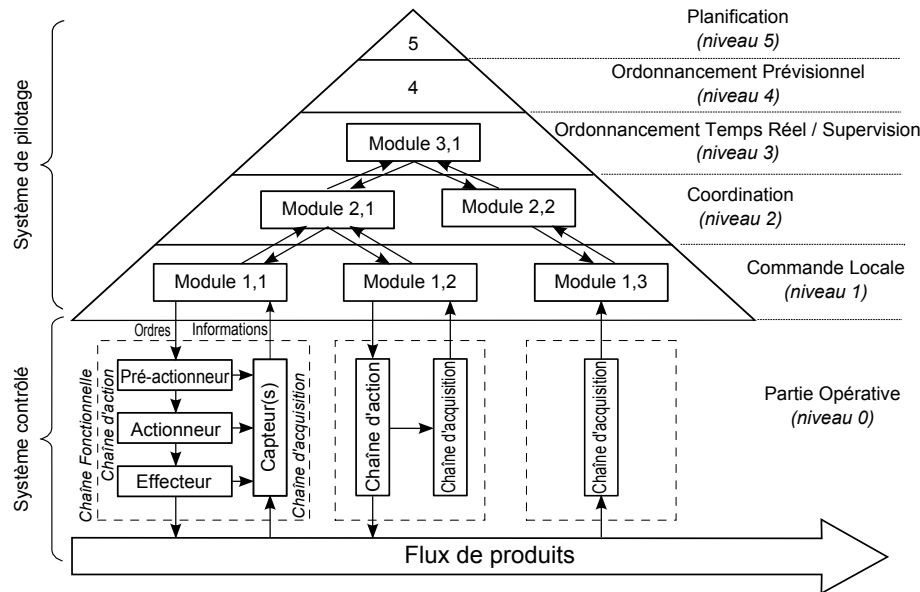 Système de pilotage
5
Planification
(niveau 5)
4
Ordonnancement Prévisionnel
(niveau 4)
Module 3,1
Ordonnancement Temps Réel / Supervision
(niveau 3)
Module 2,1
Module 2,2
Coordination
(niveau 2)
Module 1,1
Module 1,2
Module 1,3
Commande Locale
(niveau 1)
Système contrôlé
Ordres
Informations
Chaîne Fonctionnelle
Chaîne d'action
Pré-actionneur
Actionneur
Effecteur
Capteur(s)
Chaîne d'acquisition
Chaîne d'action
Chaîne d'acquisition
Chaîne d'acquisition
Partie Opérative
(niveau 0)
Flux de produits